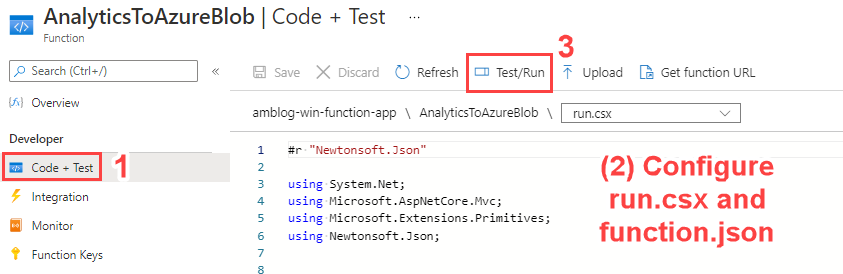 AnalyticsToAzureBlob | Code + Test ...
Function
Search (Ctrl+/)
«
Save
Discard
Refresh
Test/Run
3
Upload
Get function URL
Overview
Developer
Code + Test
1
Integration
Monitor
Function Keys
amblog-win-function-app \ AnalyticsToAzureBlob \ run.csx
1 #r "Newtonsoft.Json"
2
3 using System.Net;
4 using Microsoft.AspNetCore.Mvc;
5 using Microsoft.Extensions.Primitives;
6 using Newtonsoft.Json;
7
8
(2) Configure
run.csx and
function.json